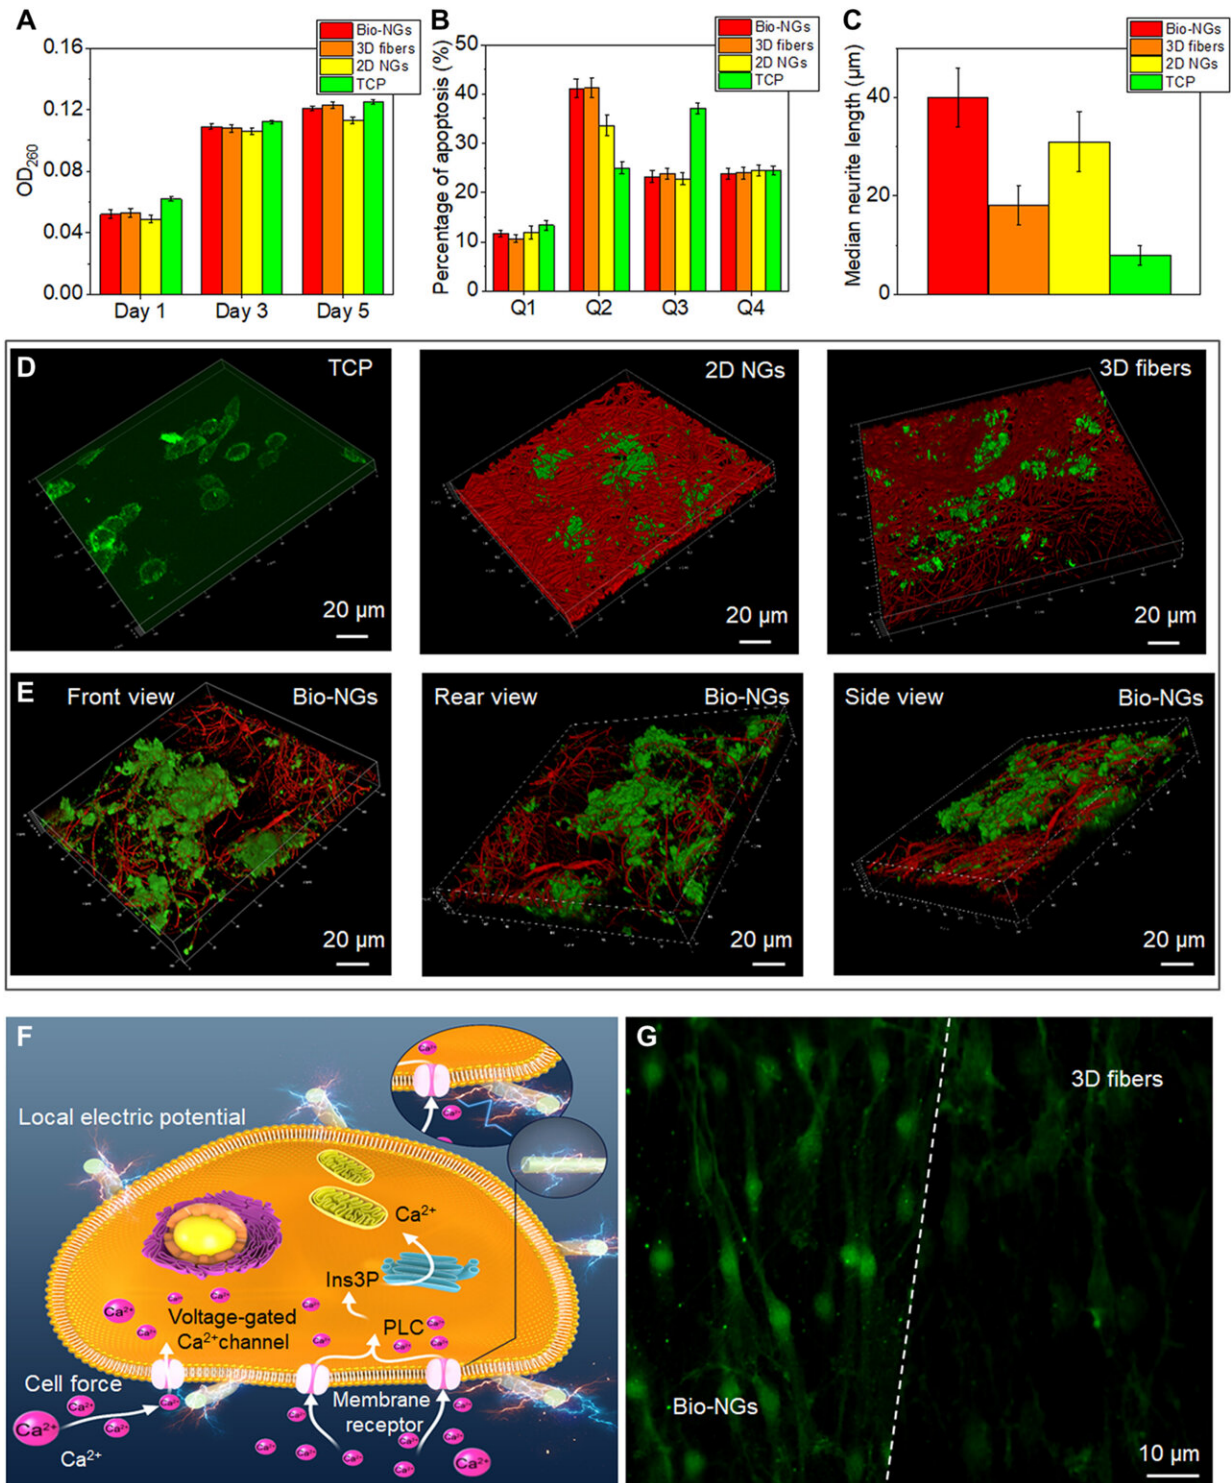 A
Bio-NGs
3D fibers
2D NGs
TCP
OD260
0.16
0.12
0.08
0.04
0.00
Day 1
Day 3
Day 5
B
Bio-NGs
3D fibers
2D NGs
TCP
Percentage of apoptosis (%)
50
40
30
20
10
0
Q1
Q2
Q3
Q4
C
Bio-NGs
3D fibers
2D NGs
TCP
Median neurite length (μm)
40
20
0
D
TCP
20 μm
2D NGs
20 μm
3D fibers
20 μm
E
Front view
Bio-NGs
20 μm
Rear view
Bio-NGs
20 μm
Side view
Bio-NGs
20 μm
F
Local electric potential
Ca2+
Ins3P
PLC
Voltage-gated
Ca2+channel
Cell force
Membrane
receptor
Ca2+
Ca2+
Ca2+
Ca2+
G
3D fibers
Bio-NGs
10 μm